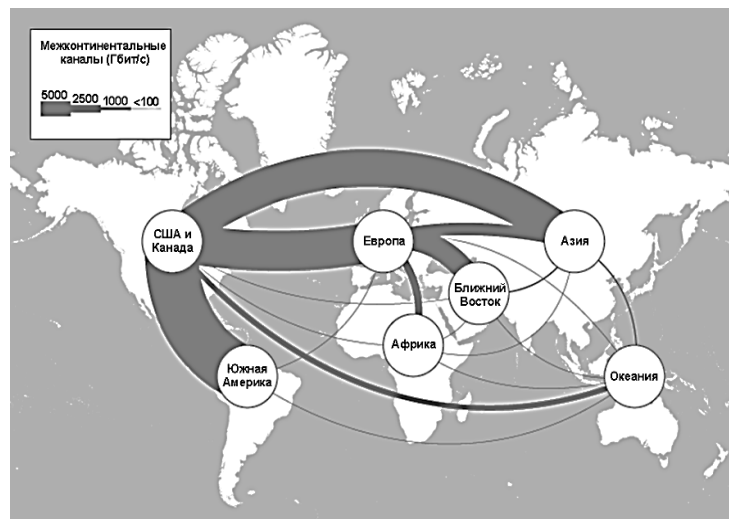 Межконтинентальные
каналы (Гбит/с)
5000 2500 1000 <100
США и
Канада
Европа
Азия
Ближний
Восток
Африка
Южная
Америка
Океания